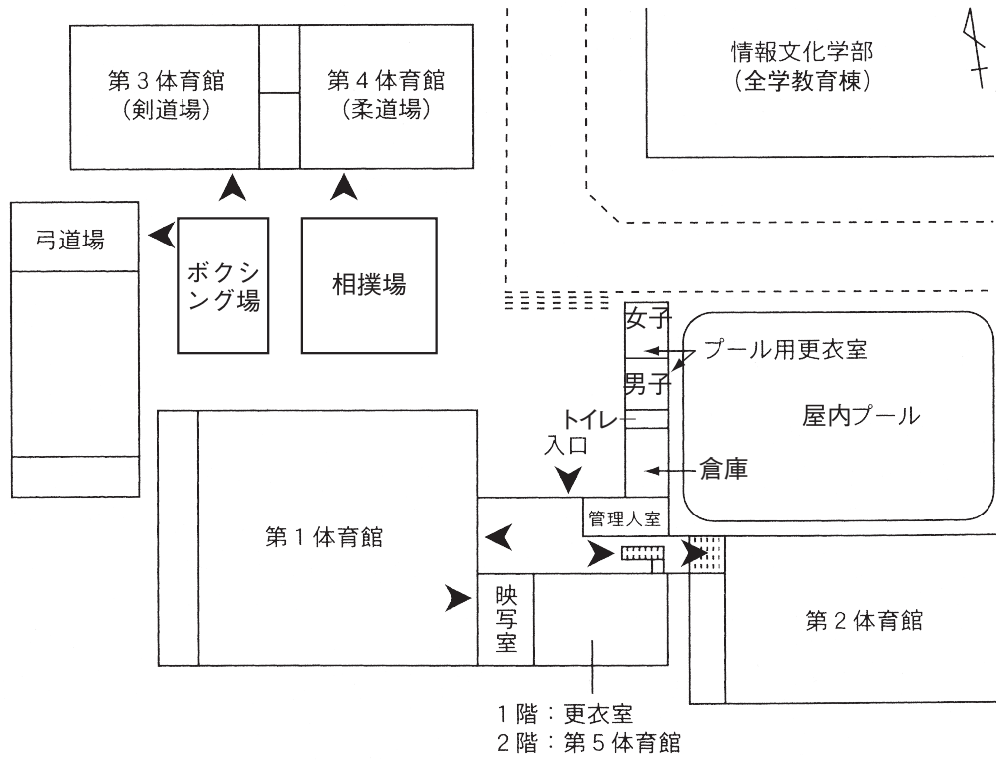 第3体育館
(剣道場)
第4体育館
(柔道場)
情報文化学部
(全学教育棟)
弓道場
ボクシ
ング場
相撲場
女子
プール用更衣室
男子
トイレ
屋内プール
入口
倉庫
管理人室
第1体育館
映写室
第2体育館
1階：更衣室
2階：第5体育館